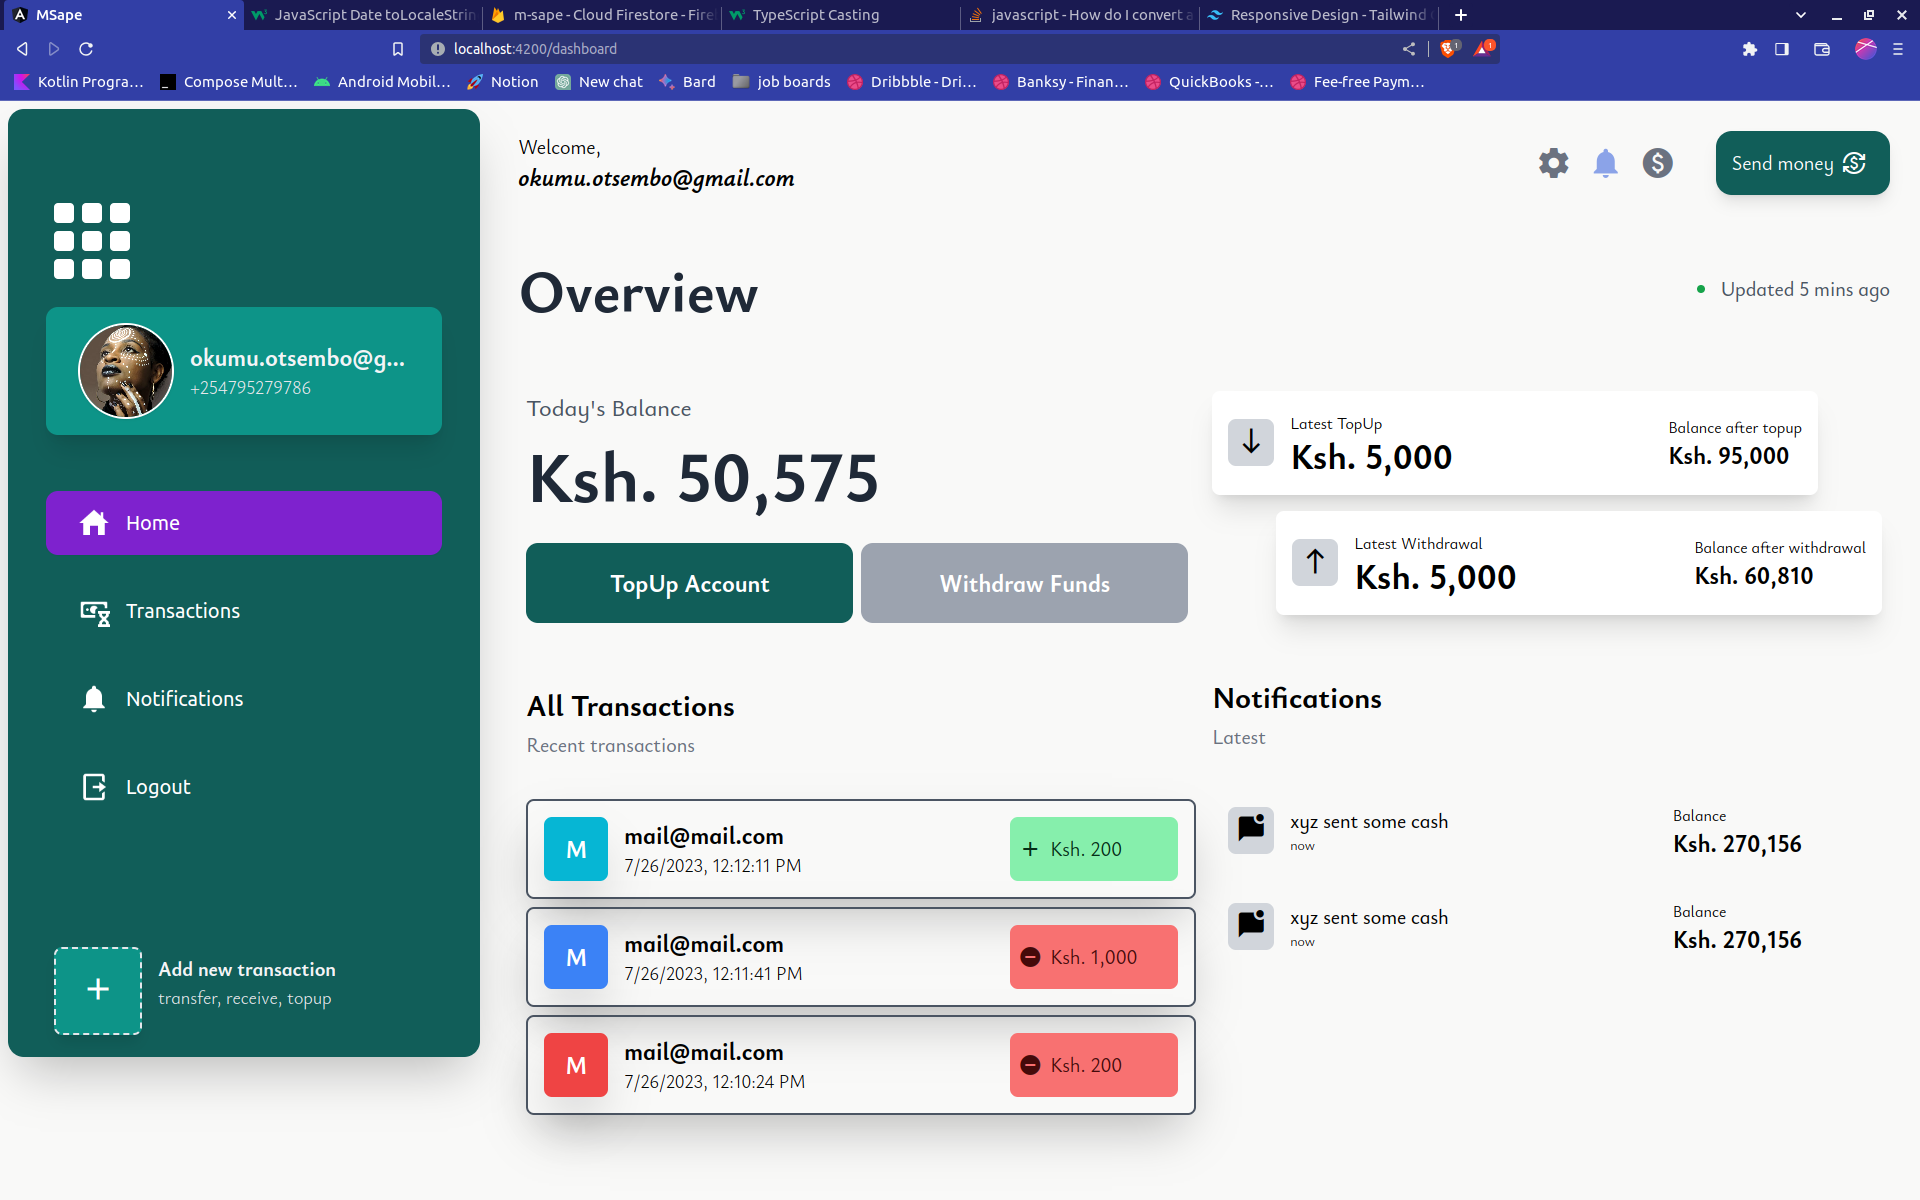 MSape
JavaScript Date toLocaleStrin
m-sape - Cloud Firestore - Fire
TypeScript Casting
javascript - How do I convert a
Responsive Design - Tailwind
localhost:4200/dashboard
1
1
Kotlin Progra...
Compose Mult...
Android Mobil...
Notion
New chat
Bard
job boards
Dribbble - Dri...
Banksy - Finan...
QuickBooks -...
Fee-free Paym...
okumu.otsembo@g...
+254795279786
Home
Transactions
Notifications
Logout
Add new transaction
transfer, receive, topup
Welcome,
okumu.otsembo@gmail.com
Send money
Overview
Updated 5 mins ago
Today's Balance
Ksh. 50,575
TopUp Account
Withdraw Funds
Latest TopUp
Ksh. 5,000
Balance after topup
Ksh. 95,000
Latest Withdrawal
Ksh. 5,000
Balance after withdrawal
Ksh. 60,810
All Transactions
Recent transactions
M
mail@mail.com
7/26/2023, 12:12:11 PM
+ Ksh. 200
M
mail@mail.com
7/26/2023, 12:11:41 PM
Ksh. 1,000
M
mail@mail.com
7/26/2023, 12:10:24 PM
Ksh. 200
Notifications
Latest
xyz sent some cash
now
Balance
Ksh. 270,156
xyz sent some cash
now
Balance
Ksh. 270,156